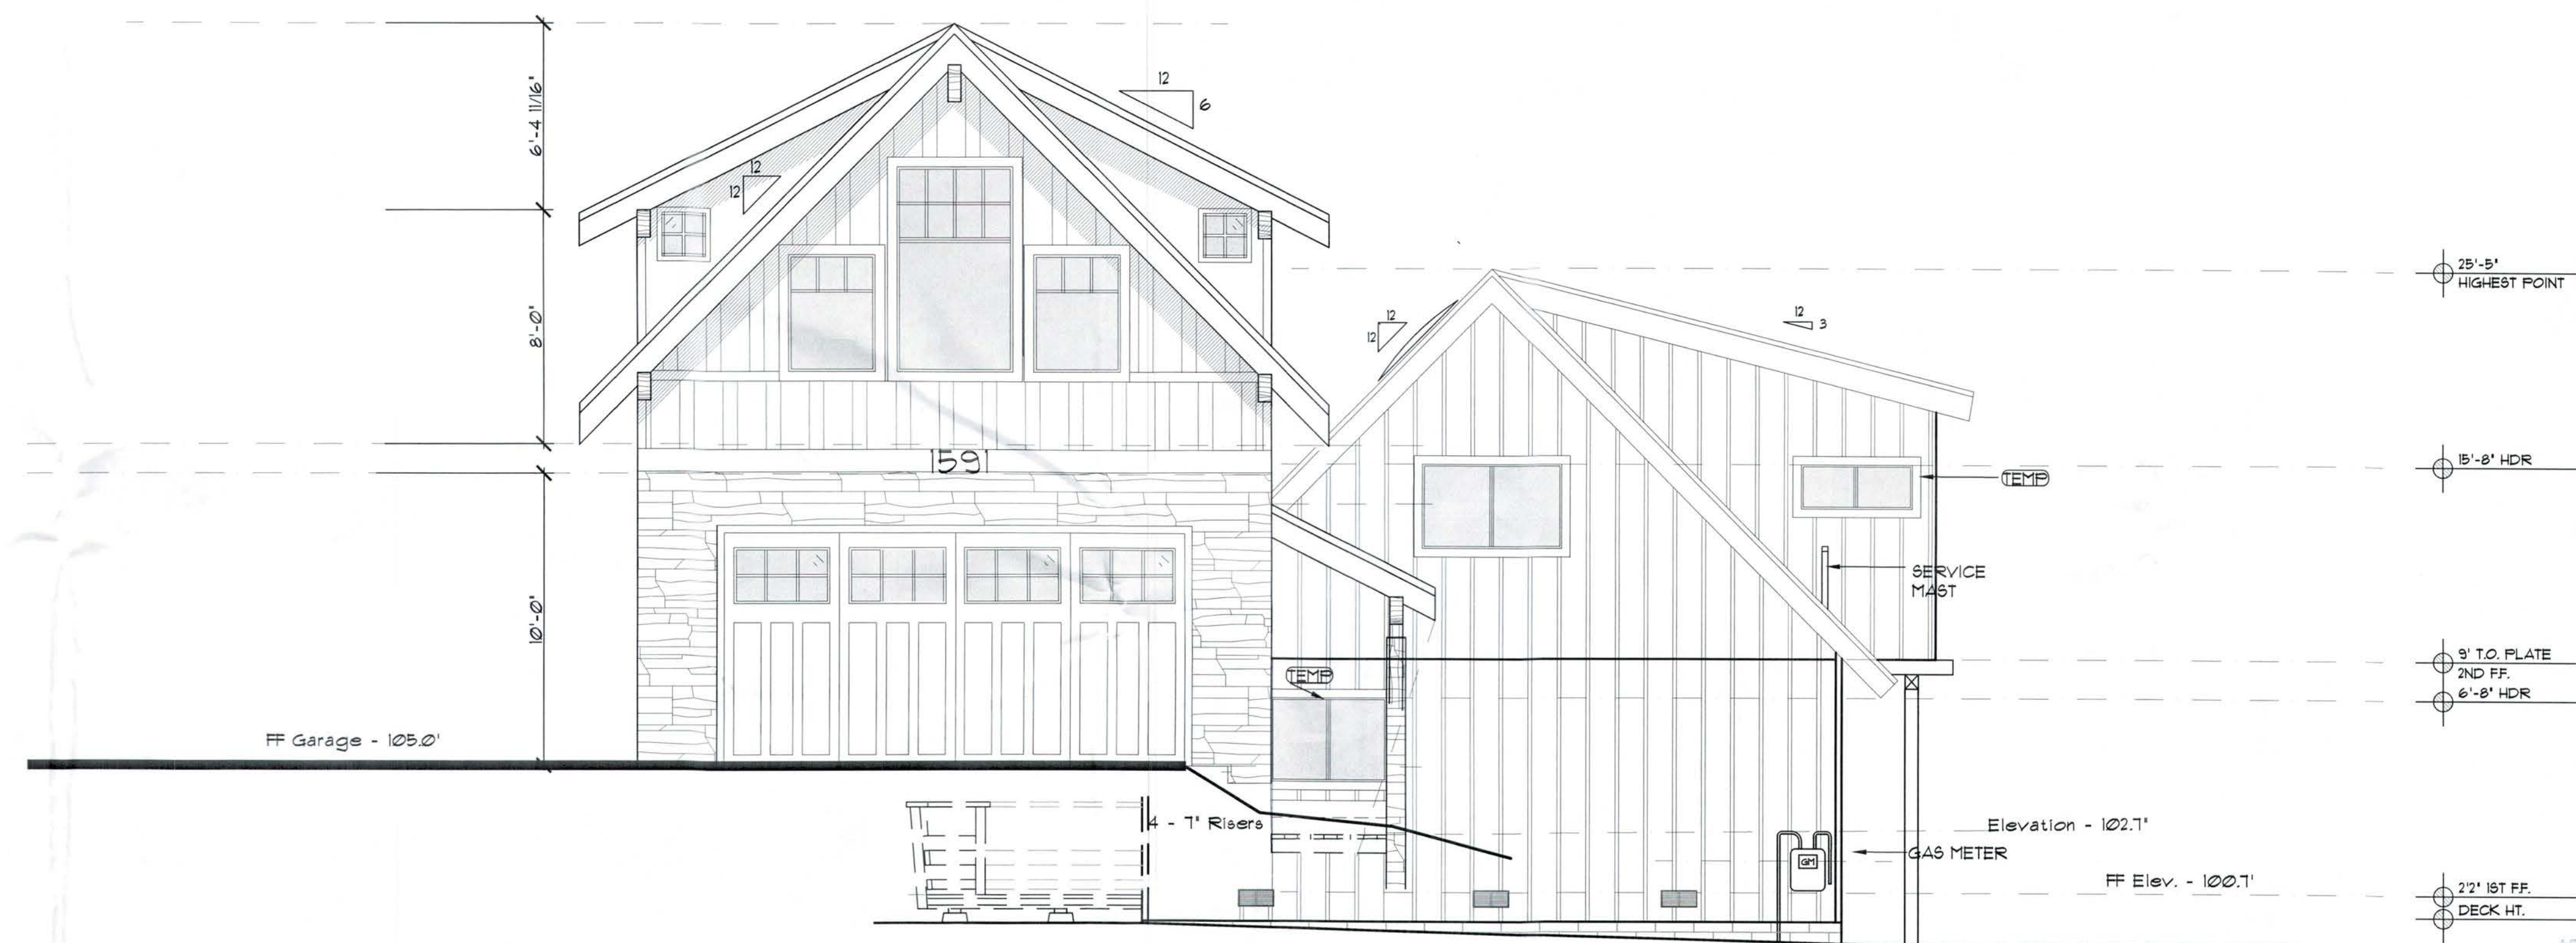 6'-4 11/16"
12
6
12
12
8'-0"
25'-5"
HIGHEST POINT
12
12
12
3
159
15'-8" HDR
TEMP
10'-0"
SERVICE
MAST
9' T.O. PLATE
2ND F.F.
6'-8" HDR
TEMP
FF Garage - 105.0'
4 - 7" Risers
Elevation - 102.7'
GM
GAS METER
FF Elev. - 100.7'
2'2" 1ST F.F.
DECK HT.